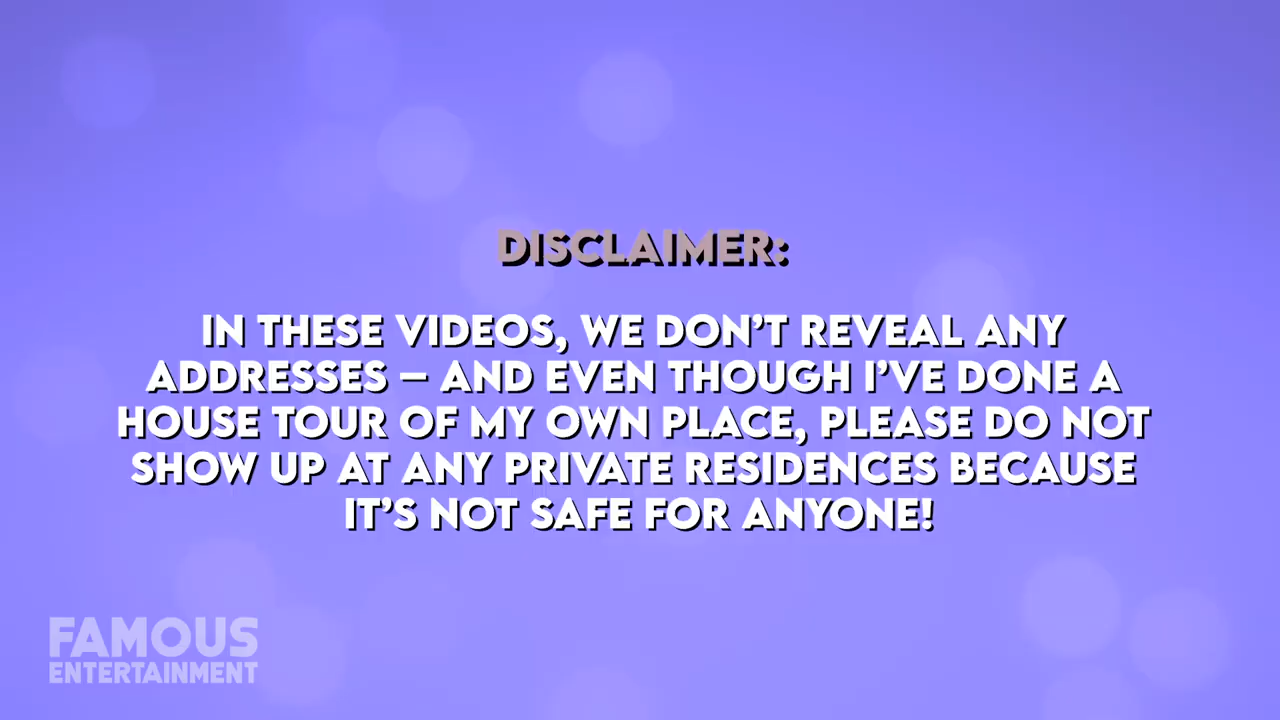 DISCLAIMER:
IN THESE VIDEOS, WE DON'T REVEAL ANY
ADDRESSES – AND EVEN THOUGH I'VE DONE A
HOUSE TOUR OF MY OWN PLACE, PLEASE DO NOT
SHOW UP AT ANY PRIVATE RESIDENCES BECAUSE
IT'S NOT SAFE FOR ANYONE!
FAMOUS
ENTERTAINMENT